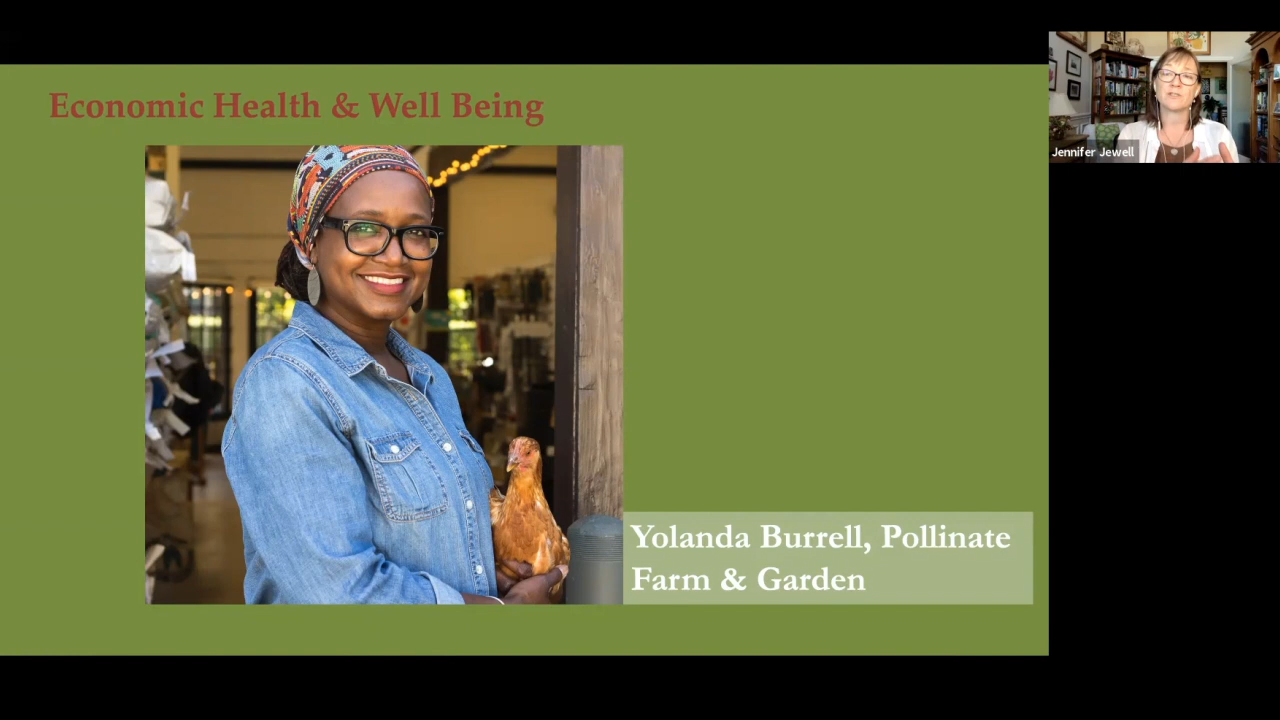 Economic Health & Well Being
Jennifer Jewell
Yolanda Burrell, Pollinate
Farm & Garden